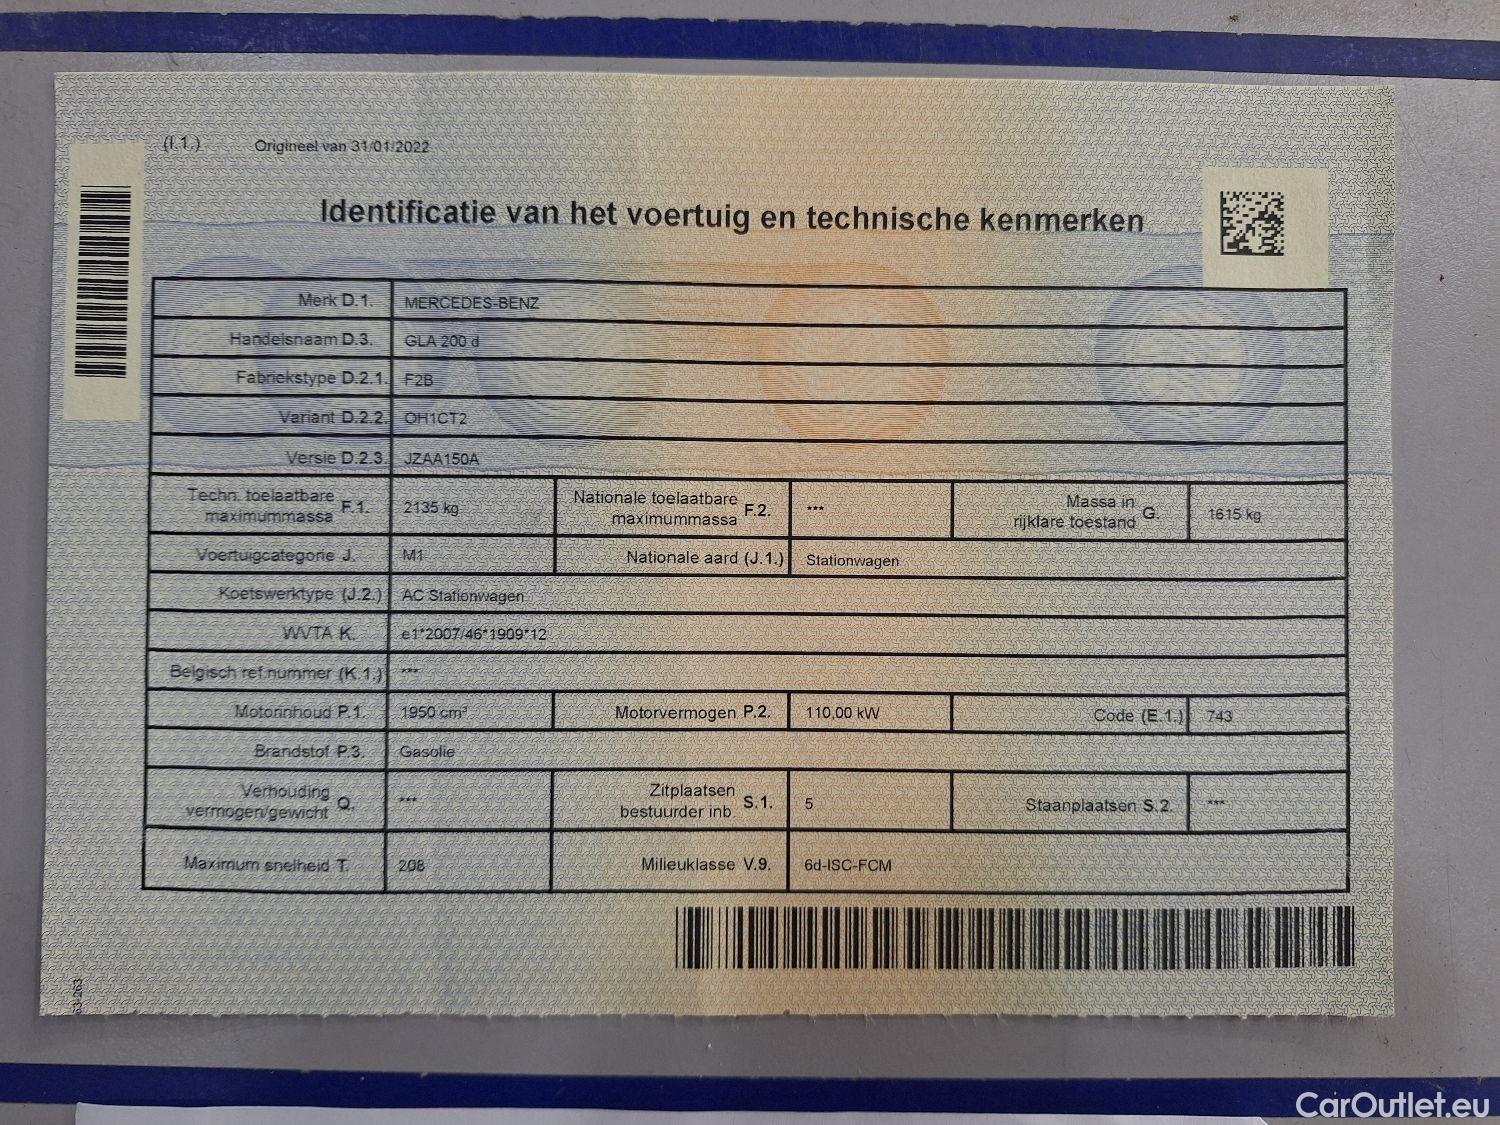 (I.1.) Origineel van 31/01/2022
Identificatie van het voertuig en technische kenmerken
Merk D.1. MERCEDES-BENZ
Handelsnaam D.3. GLA 200 d
Fabriekstype D.2.1. F2B
Variant D.2.2. OH1CT2
Versie D.2.3. JZAA150A
Techn. toelaatbare maximummassa F.1. 2135 kg Nationale toelaatbare maximummassa F.2. *** Massa in rijklare toestand G. 1615 kg
Voertuigcategorie J. M1 Nationale aard (J.1.) Stationwagen
Koetswerktype (J.2.) AC Stationwagen
WVTA K. e1*2007/46*1909*12
Belgisch ref.nummer (K.1.) ***
Motorinhoud P.1. 1950 cm³ Motorvermogen P.2. 110,00 kW Code (E.1.) 743
Brandstof P.3. Gasolie
Verhouding vermogen/gewicht Q. *** Zitplaatsen bestuurder inb. S.1. 5 Staanplaatsen S.2. ***
Maximum snelheid T. 208 Milieuklasse V.9. 6d-ISC-FCM
63-263
CarOutlet.eu